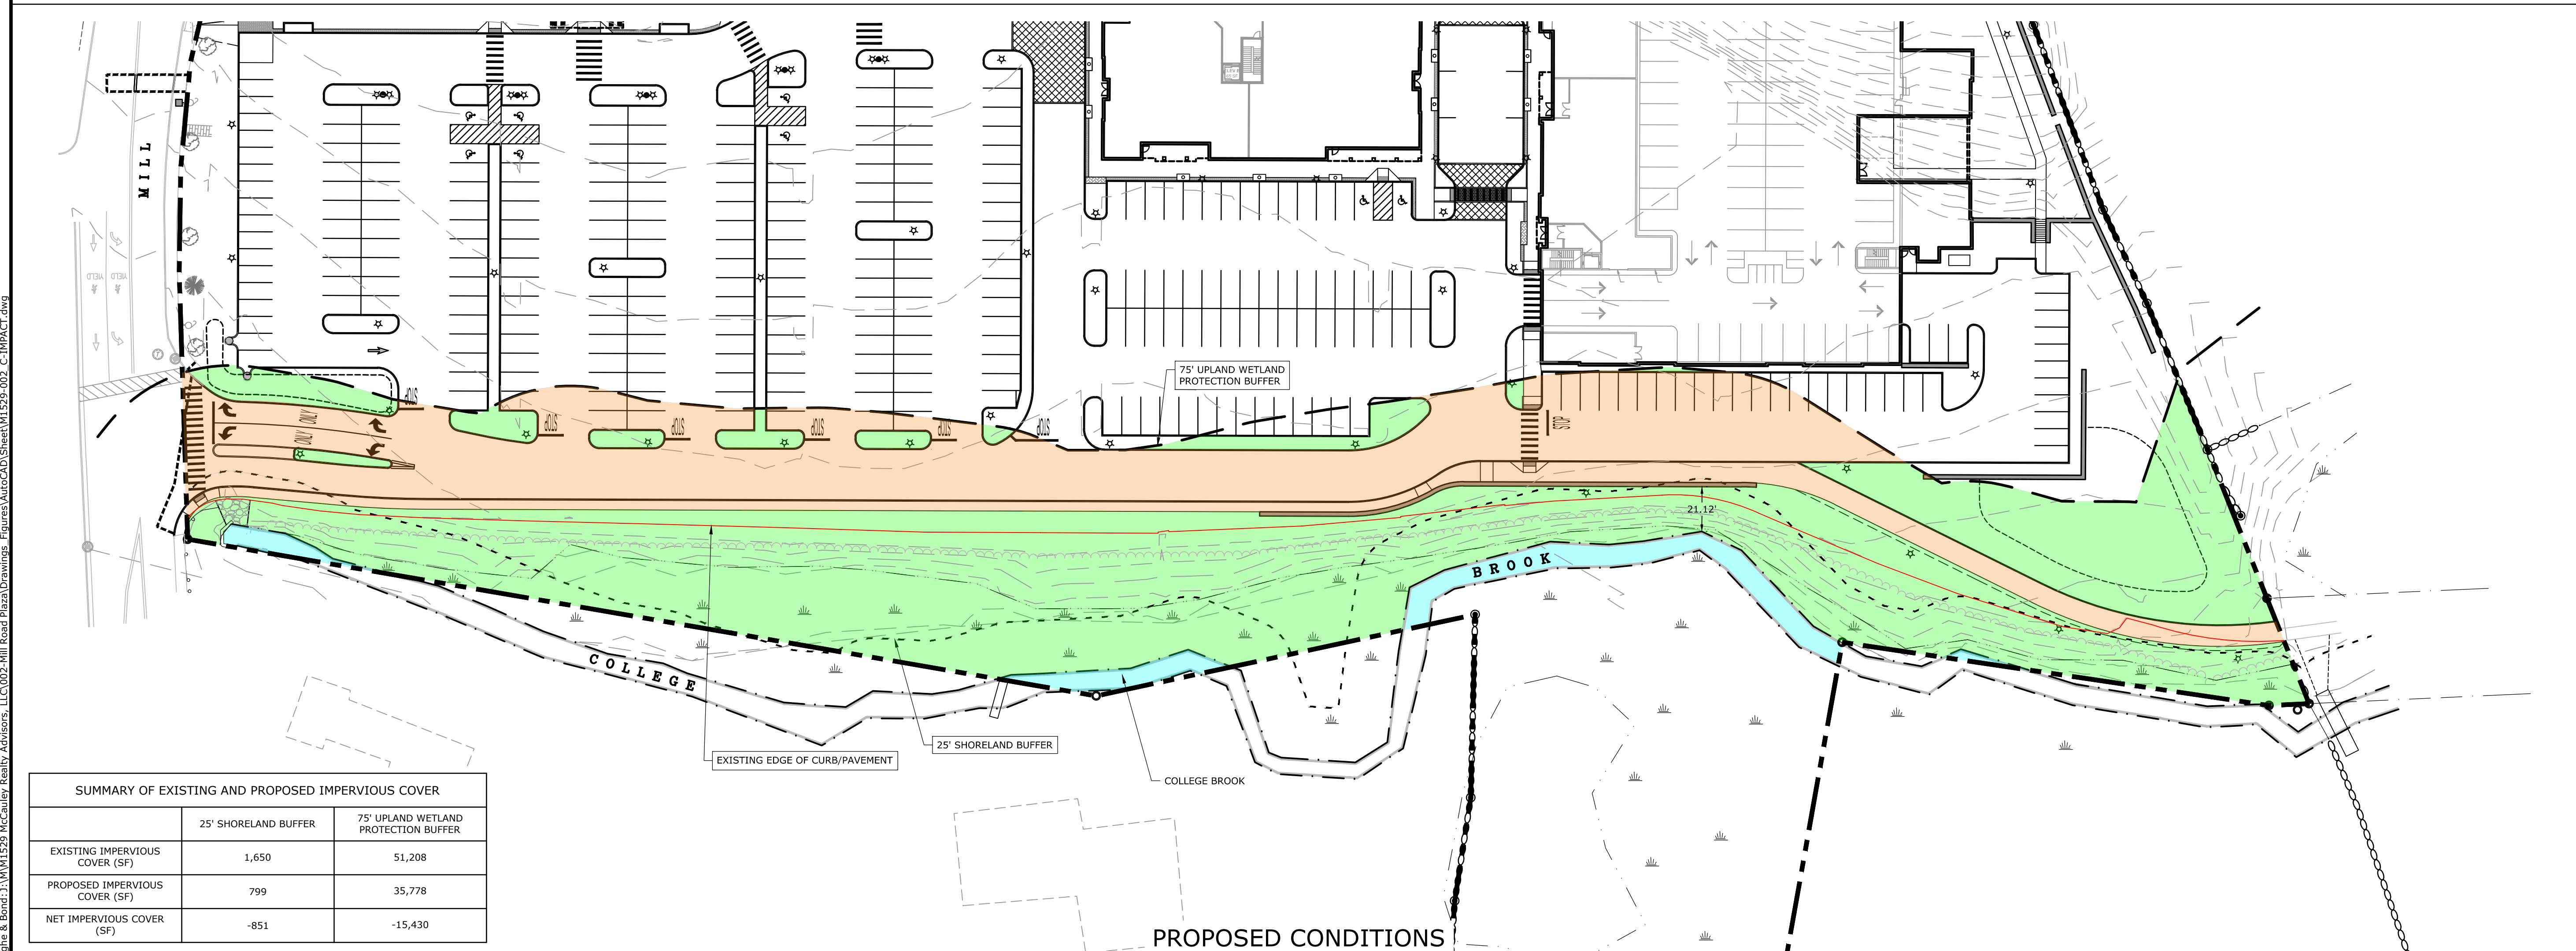 MILL
YIELD
YIELD
ONLY
ONLY
STOP
STOP
STOP
STOP
STOP
STOP
STOP
75' UPLAND WETLAND
PROTECTION BUFFER
21.12'
BROOK
COLLEGE
25' SHORELAND BUFFER
EXISTING EDGE OF CURB/PAVEMENT
COLLEGE BROOK
SUMMARY OF EXISTING AND PROPOSED IMPERVIOUS COVER
25' SHORELAND BUFFER
75' UPLAND WETLAND
PROTECTION BUFFER
EXISTING IMPERVIOUS
COVER (SF)
1,650
51,208
PROPOSED IMPERVIOUS
COVER (SF)
799
35,778
NET IMPERVIOUS COVER
(SF)
-851
-15,430
PROPOSED CONDITIONS
ghe & Bond:J:\M\M1529 McCauley Realty Advisors, LLC\002-Mill Road Plaza\Drawings_Figures\AutoCAD\Sheet\M1529-002_C-IMPACT.dwg